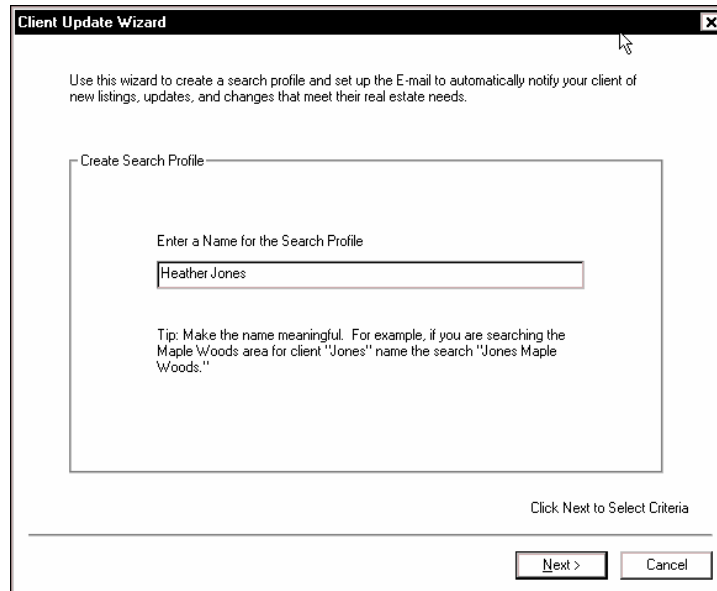 Client Update Wizard
Use this wizard to create a search profile and set up the E-mail to automatically notify your client of
new listings, updates, and changes that meet their real estate needs.
Create Search Profile
Enter a Name for the Search Profile
Heather Jones
Tip: Make the name meaningful. For example, if you are searching the
Maple Woods area for client "Jones" name the search "Jones Maple
Woods."
Click Next to Select Criteria
Next > Cancel